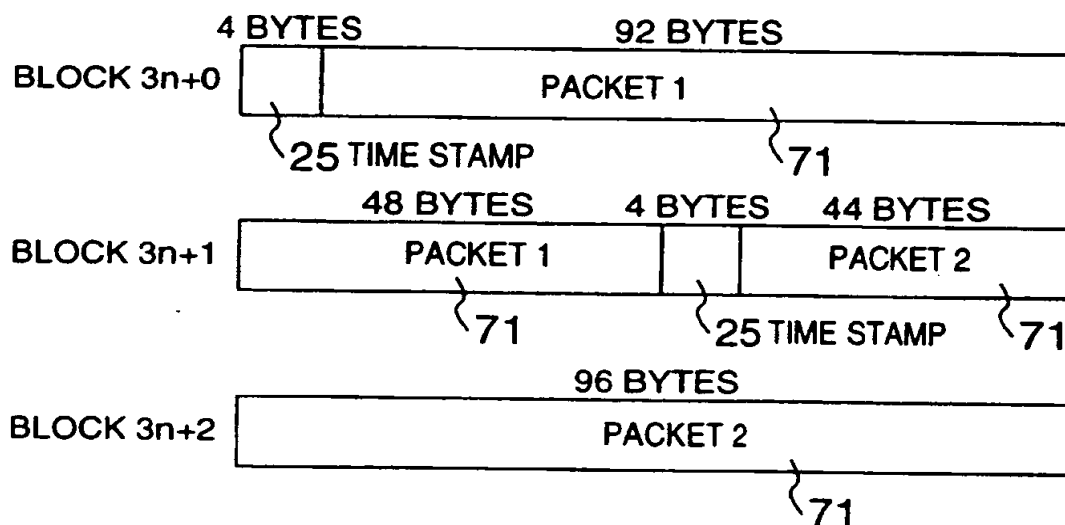 4 BYTES 92 BYTES
BLOCK 3n+0 PACKET 1
25 TIME STAMP 71
48 BYTES 4 BYTES 44 BYTES
BLOCK 3n+1 PACKET 1 PACKET 2
71 25 TIME STAMP 71
96 BYTES
BLOCK 3n+2 PACKET 2
71